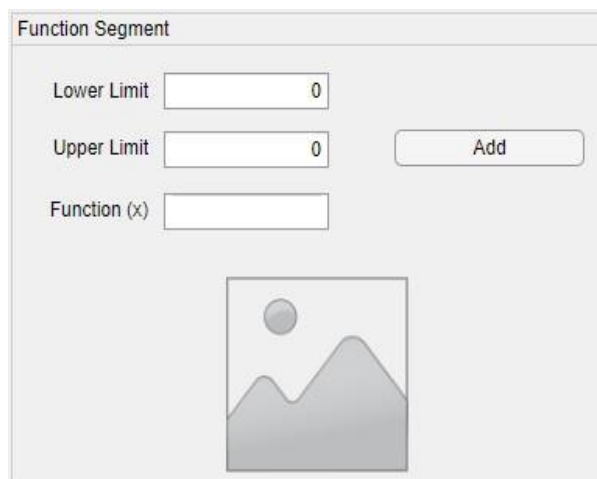 Function Segment
Lower Limit 0
Upper Limit 0 Add
Function (x)